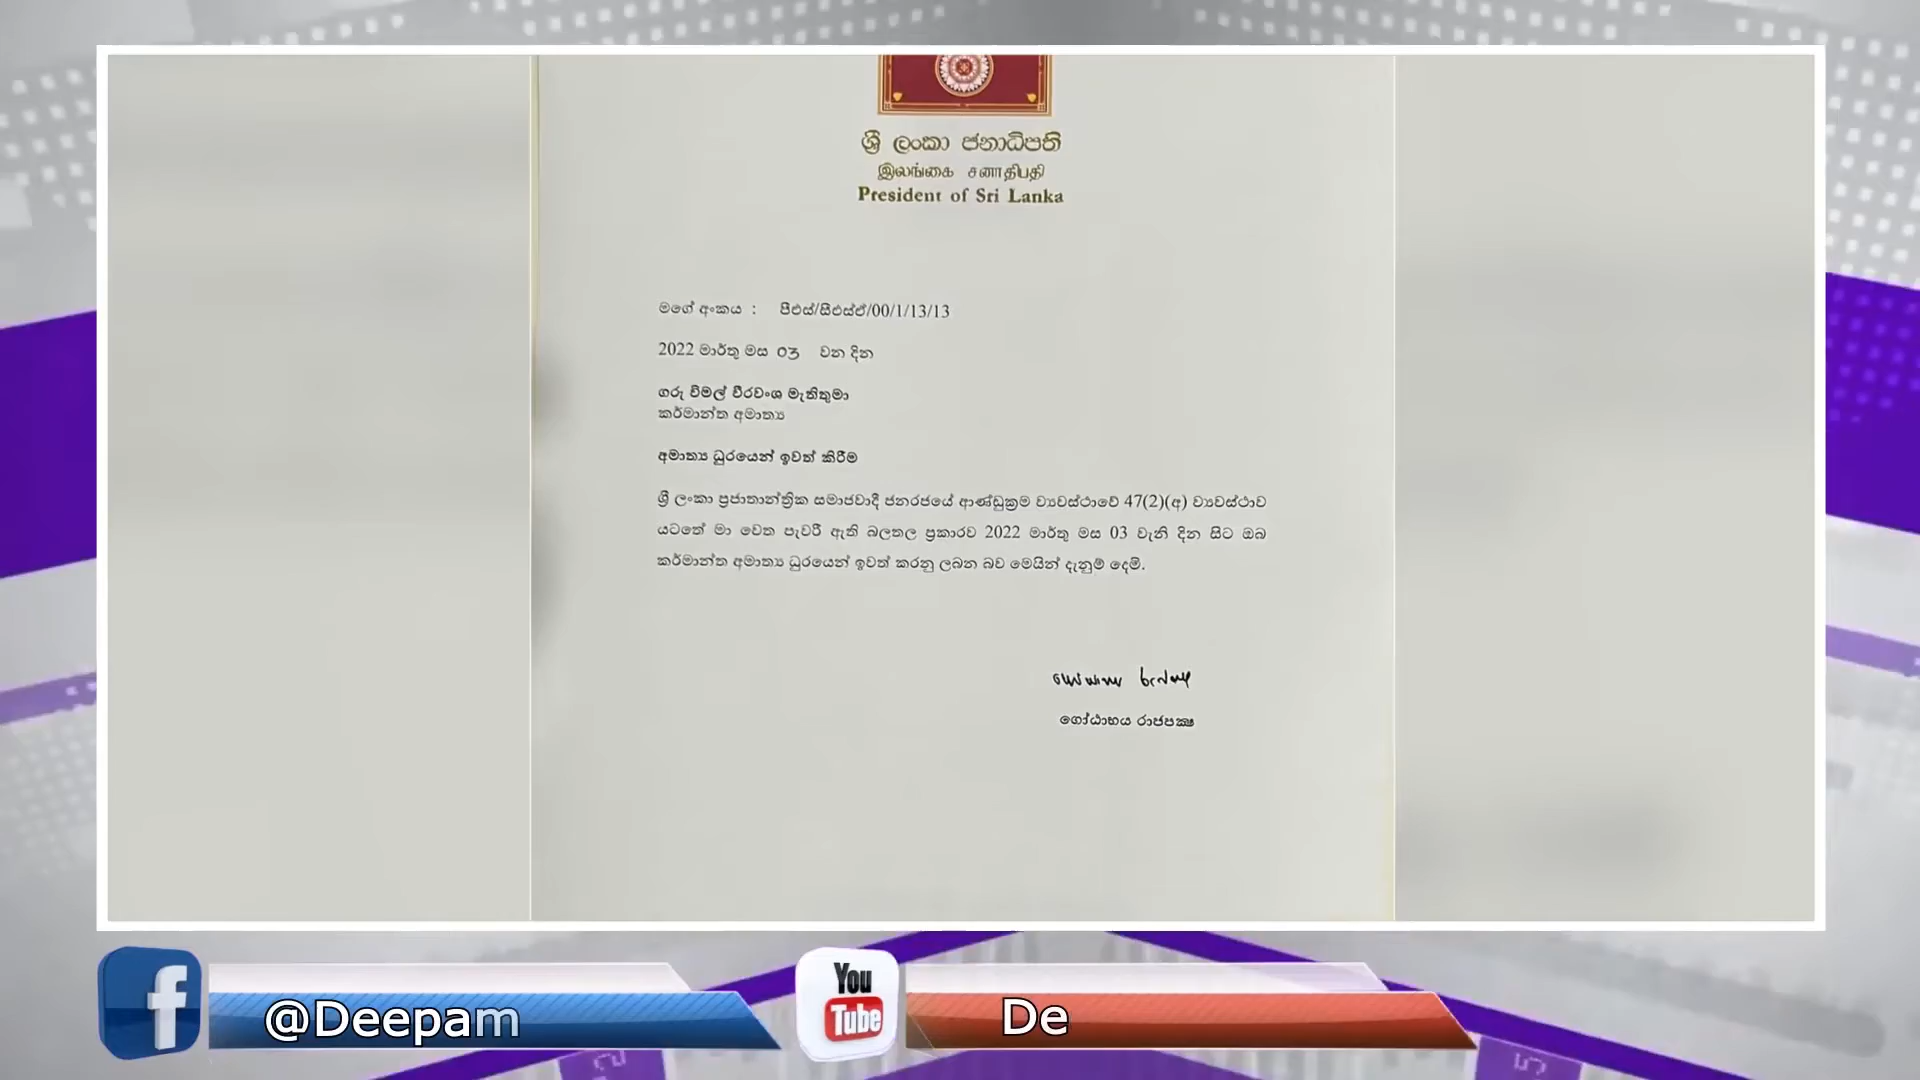 ශ්‍රී ලංකා ජනාධිපති
இலங்கை சனாதிபதி
President of Sri Lanka
මගේ අංකය : පීඑස්/සීඑස්ඒ/00/1/13/13
2022 මාර්තු මස 03 වන දින
ගරු විමල් වීරවංශ මැතිතුමා
කර්මාන්ත අමාත්‍ය
අමාත්‍ය ධුරයෙන් ඉවත් කිරීම
ශ්‍රී ලංකා ප්‍රජාතාන්ත්‍රික සමාජවාදී ජනරජයේ ආණ්ඩුක්‍රම ව්‍යවස්ථාවේ 47(2)(අ) ව්‍යවස්ථාව
යටතේ මා වෙත පැවරී ඇති බලතල ප්‍රකාරව 2022 මාර්තු මස 03 වැනි දින සිට ඔබ
කර්මාන්ත අමාත්‍ය ධුරයෙන් ඉවත් කරනු ලබන බව මෙයින් දැනුම් දෙමි.
ගෝඨාභය රාජපක්ෂ
@Deepam
You
Tube
De